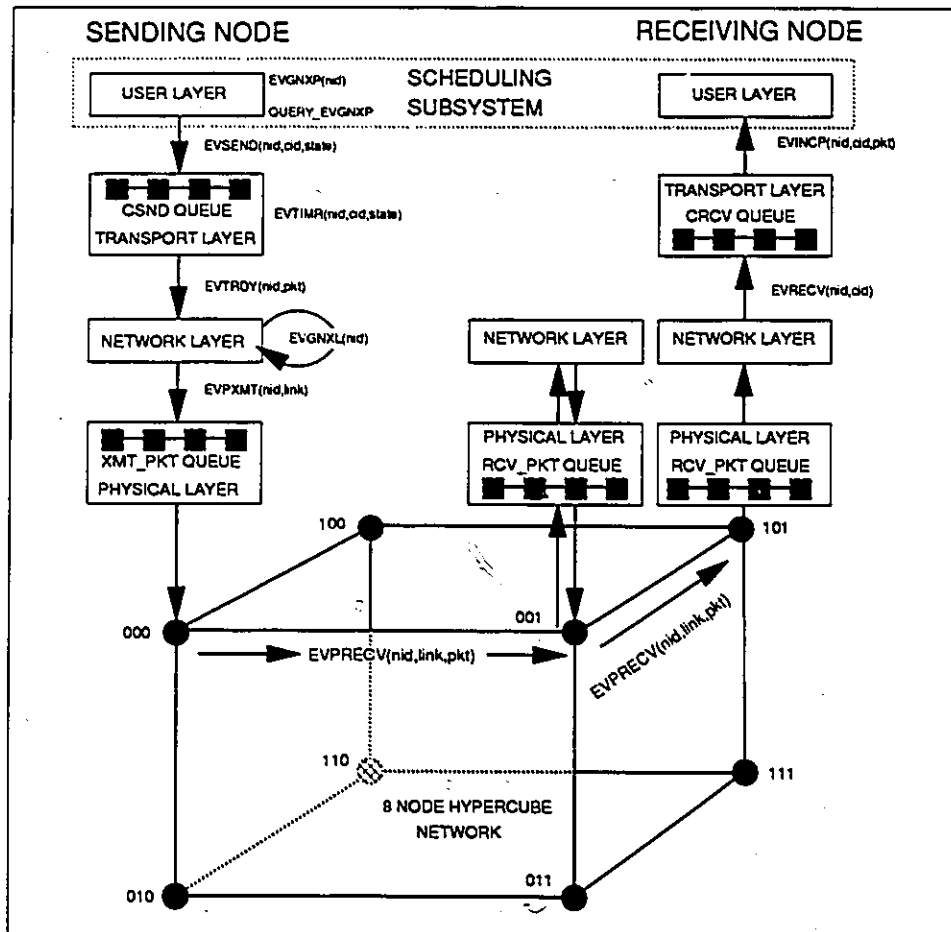 SENDING NODE
RECEIVING NODE
SCHEDULING
SUBSYSTEM
USER LAYER
EVGNXP(nid)
QUERY_EVGNXP
USER LAYER
EVSEND(nid,cid,state)
EVINCP(nid,cid,pkt)
CSND QUEUE
TRANSPORT LAYER
EVTIMR(nid,cid,state)
TRANSPORT LAYER
CRCV QUEUE
EVTRDY(nid,pkt)
EVRECV(nid,cid)
NETWORK LAYER
EVGNXL(nid)
NETWORK LAYER
NETWORK LAYER
EVPXMT(nid,link)
XMT_PKT QUEUE
PHYSICAL LAYER
PHYSICAL LAYER
RCV_PKT QUEUE
PHYSICAL LAYER
RCV_PKT QUEUE
100
101
000
001
EVPRECV(nid,link,pkt)
EVPRECV(nid,link,pkt)
110
111
8 NODE HYPERCUBE
NETWORK
010
011